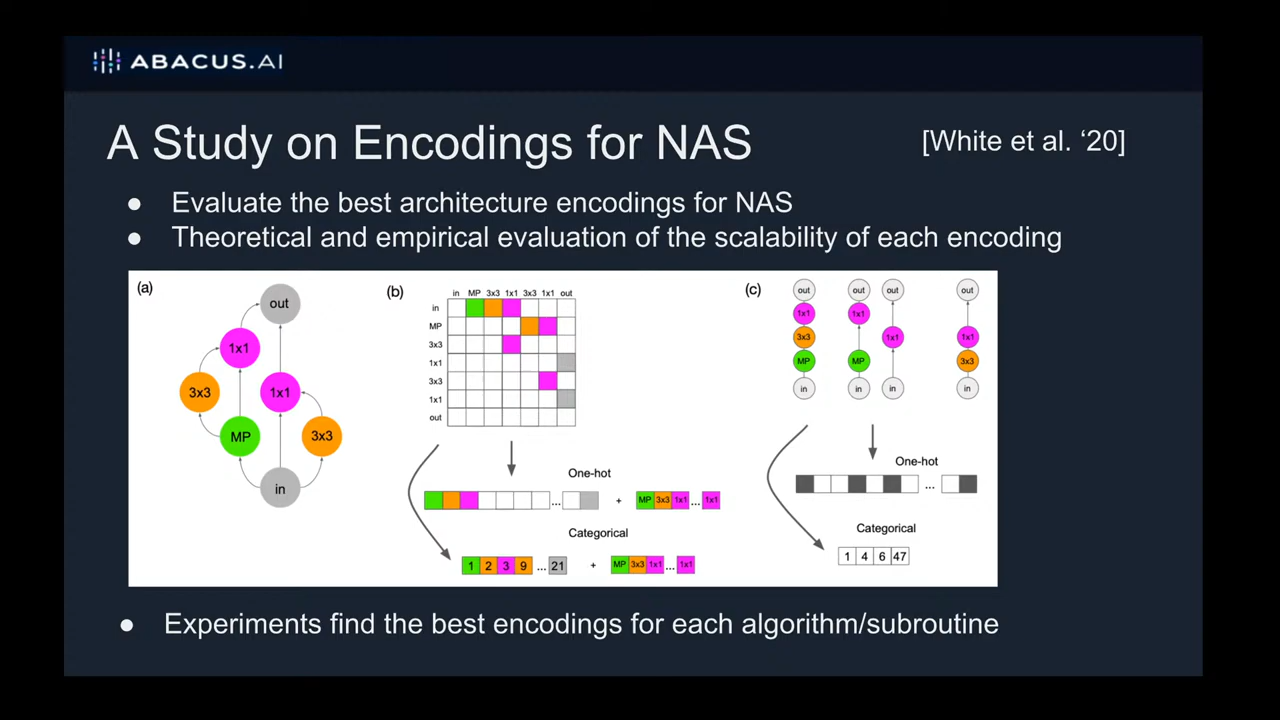 ABACUS.AI
A Study on Encodings for NAS
[White et al. ‘20]
● Evaluate the best architecture encodings for NAS
● Theoretical and empirical evaluation of the scalability of each encoding
(a)
out
1x1
3x3
1x1
MP
3x3
in
(b)
in MP 3x3 1x1 3x3 1x1 out
in
MP
3x3
1x1
3x3
1x1
out
One-hot
... + MP 3x3 1x1 ... 1x1
Categorical
1 2 3 9 ... 21 + MP 3x3 1x1 ... 1x1
(c)
out out out out
1x1 1x1
3x3 1x1 1x1
MP MP 3x3
in in in in
One-hot
...
Categorical
1 4 6 47
● Experiments find the best encodings for each algorithm/subroutine